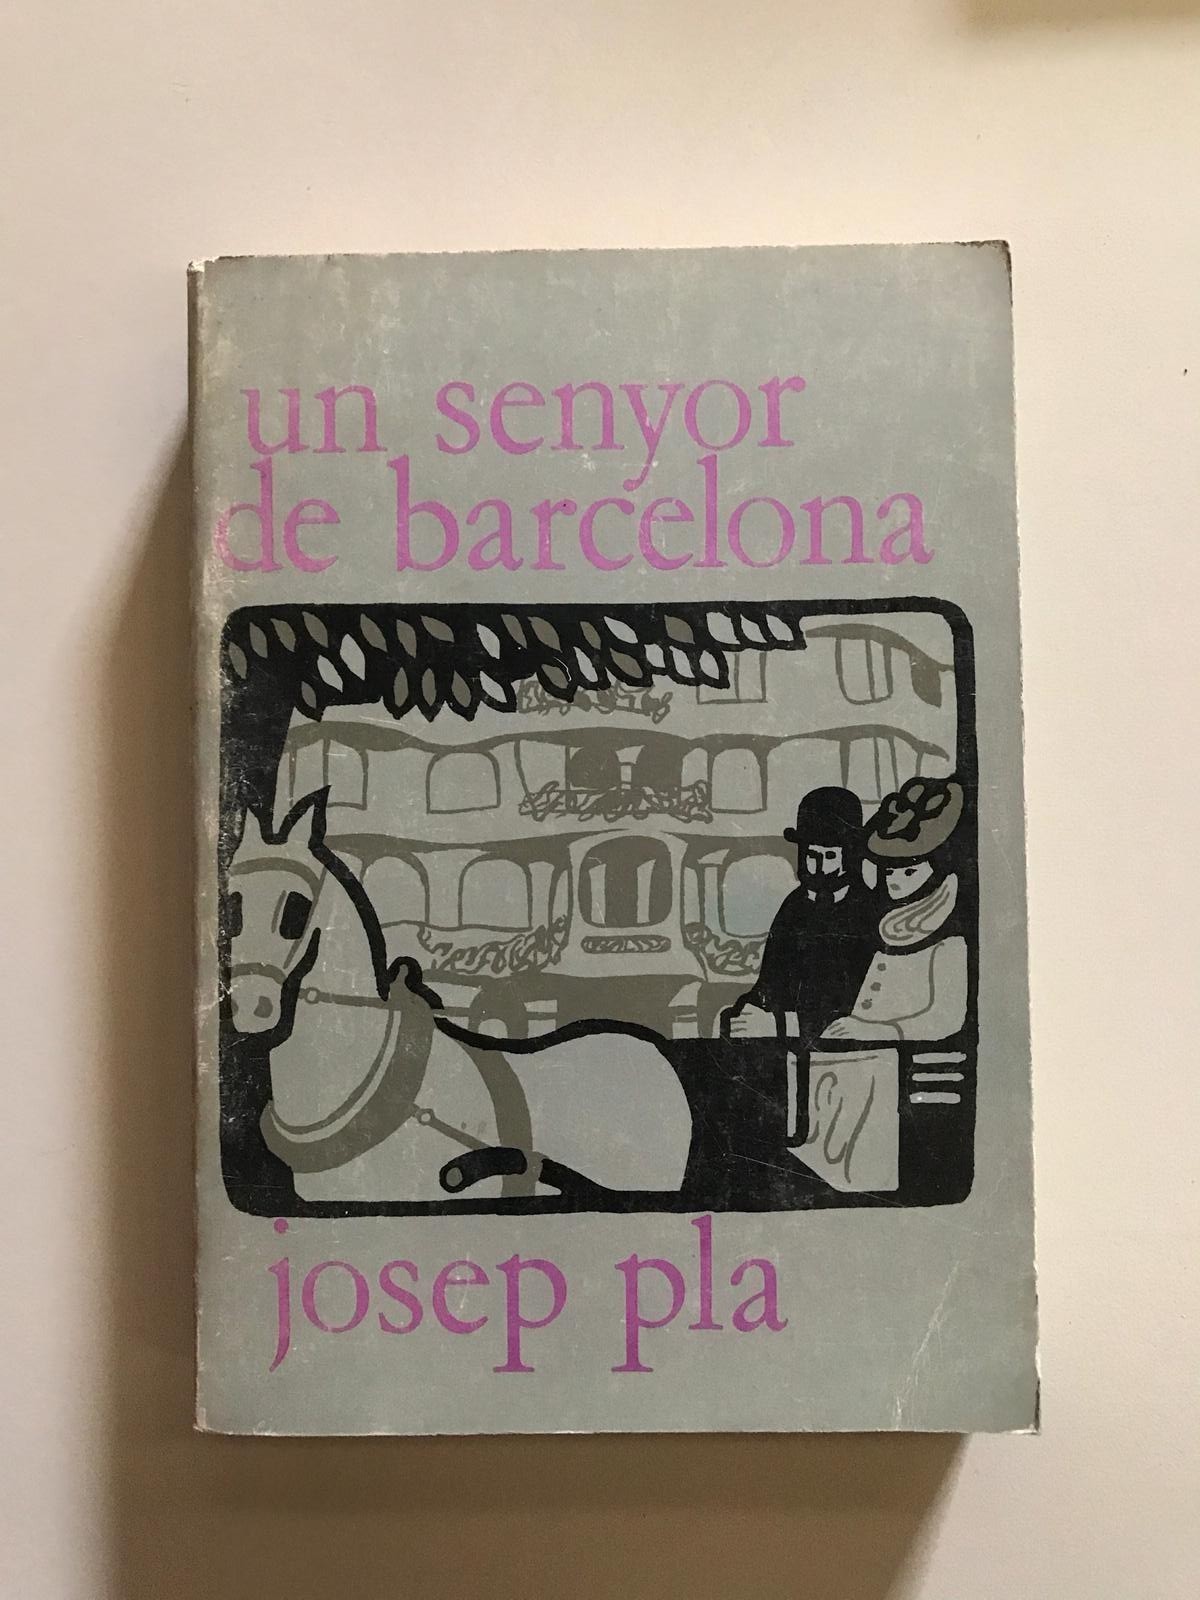 un senyor
de barcelona
josep pla